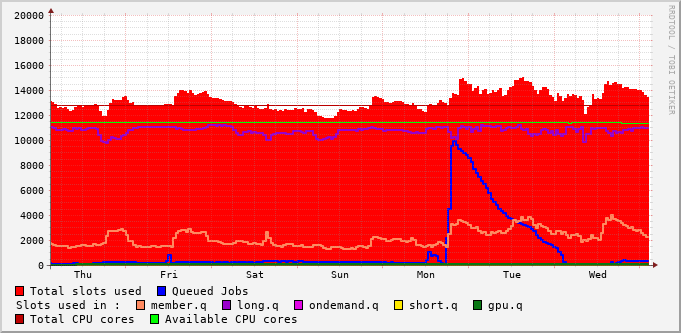 20000
18000
16000
14000
12000
10000
8000
6000
4000
2000
0
Thu Fri Sat Sun Mon Tue Wed
RRDTOOL / TOBI OETIKER
Total slots used Queued Jobs
Slots used in : member.q long.q ondemand.q short.q gpu.q
Total CPU cores Available CPU cores